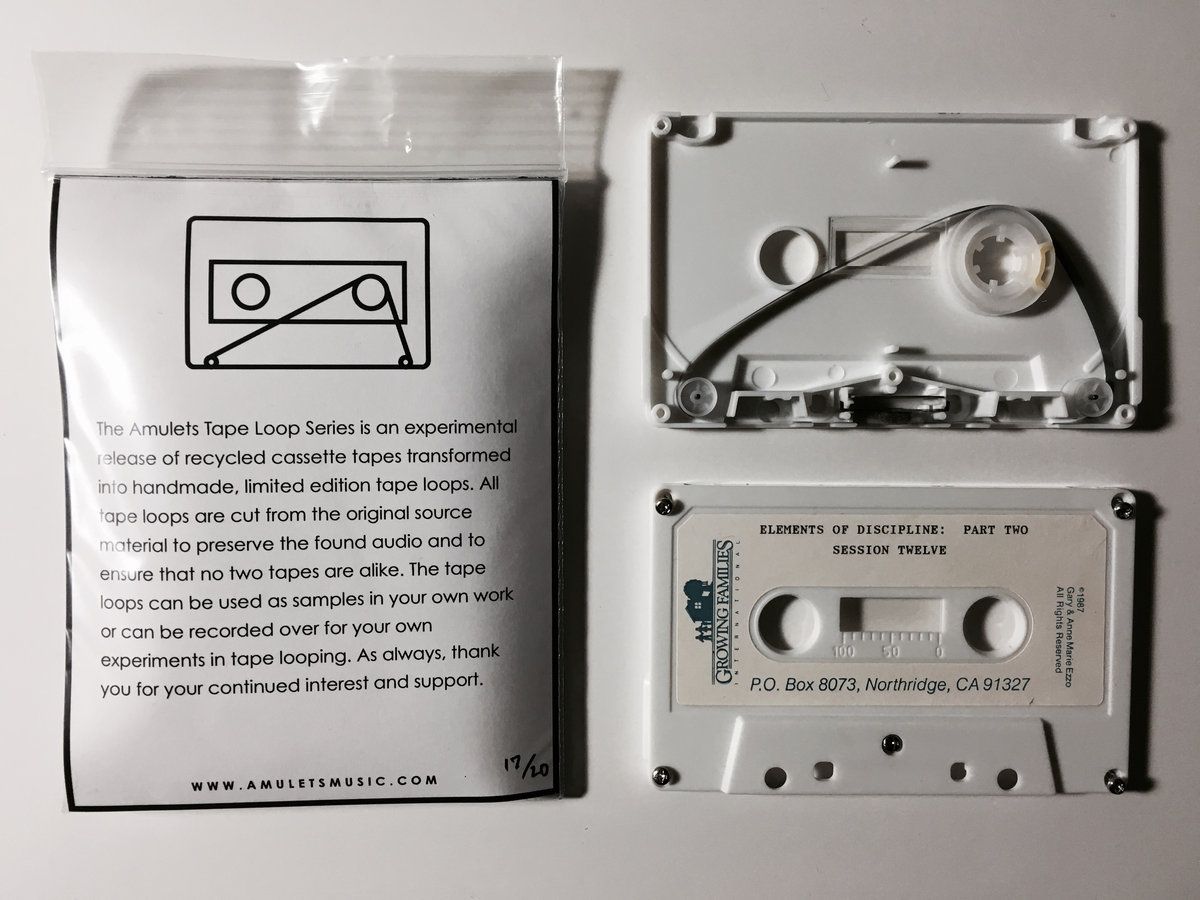 The Amulets Tape Loop Series is an experimental
release of recycled cassette tapes transformed
into handmade, limited edition tape loops. All
tape loops are cut from the original source
material to preserve the found audio and to
ensure that no two tapes are alike. The tape
loops can be used as samples in your own work
or can be recorded over for your own
experiments in tape looping. As always, thank
you for your continued interest and support.
17/20
WWW.AMULETSMUSIC.COM
ELEMENTS OF DISCIPLINE: PART TWO
SESSION TWELVE
GROWING FAMILIES
INTERNATIONAL
100 50 0
©1987
Gary & Anne Marie Ezzo
All Rights Reserved
P.O. Box 8073, Northridge, CA 91327